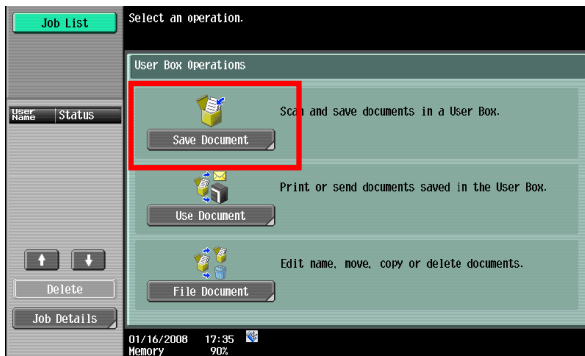 Job List
Select an operation.
User Box Operations
User Name
Status
Scan and save documents in a User Box.
Save Document
Print or send documents saved in the User Box.
Use Document
Edit name, move, copy or delete documents.
File Document
Delete
Job Details
01/16/2008 17:35
Memory 90%